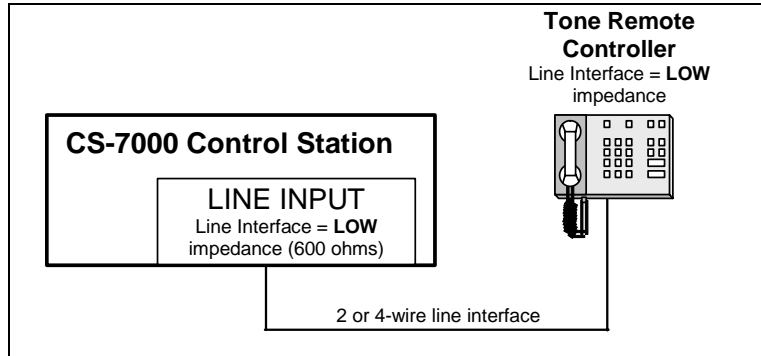 Tone Remote
Controller
Line Interface = LOW
impedance
CS-7000 Control Station
LINE INPUT
Line Interface = LOW
impedance (600 ohms)
2 or 4-wire line interface